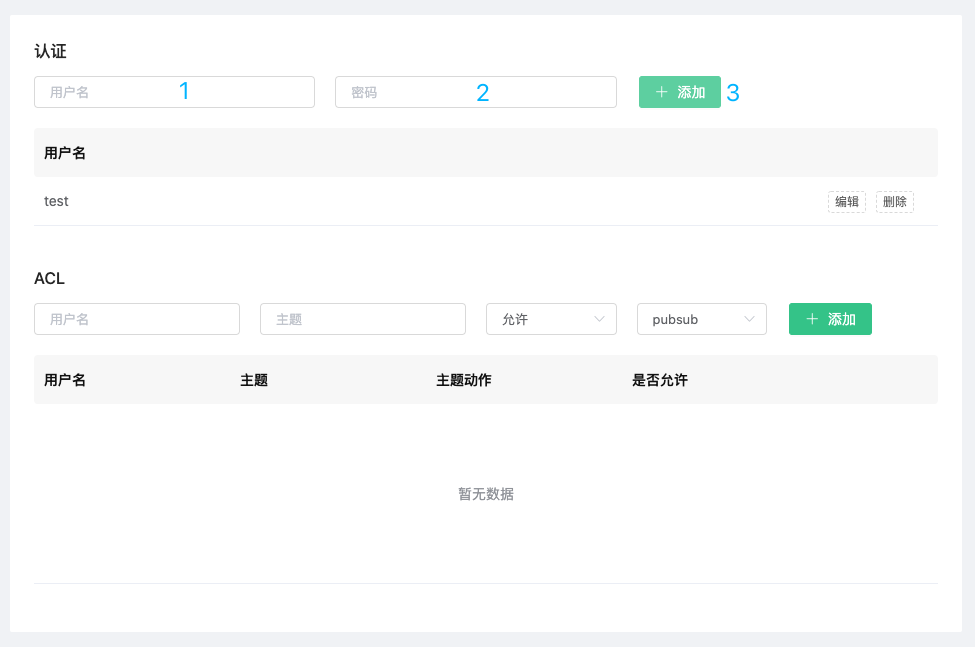 认证
用户名 1 密码 2 + 添加 3
用户名
test 编辑 删除
ACL
用户名 主题 允许 pubsub + 添加
用户名 主题 主题动作 是否允许
暂无数据